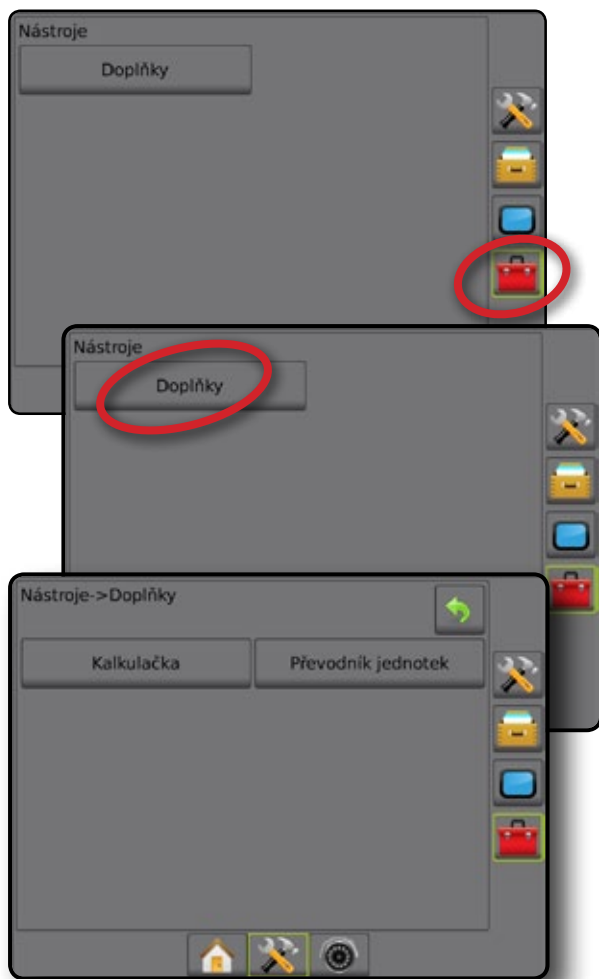 Nástroje
Doplňky
Nástroje
Doplňky
Nástroje->Doplňky
Kalkulačka
Převodník jednotek